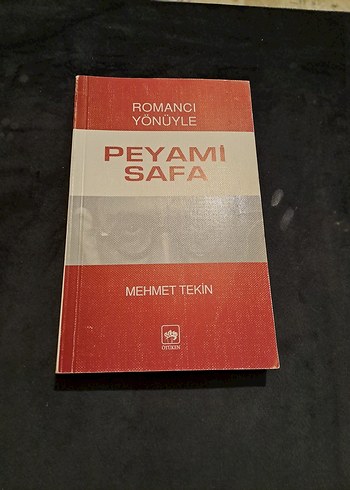 ROMANCI
YÖNÜYLE
PEYAMİ
SAFA
MEHMET TEKİN
ÖTÜKEN